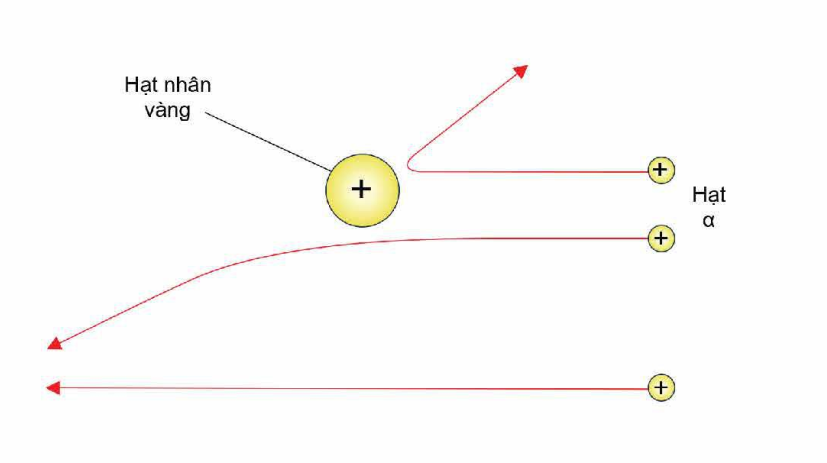 Hạt nhân
vàng
+
+
Hạt
α
+
+